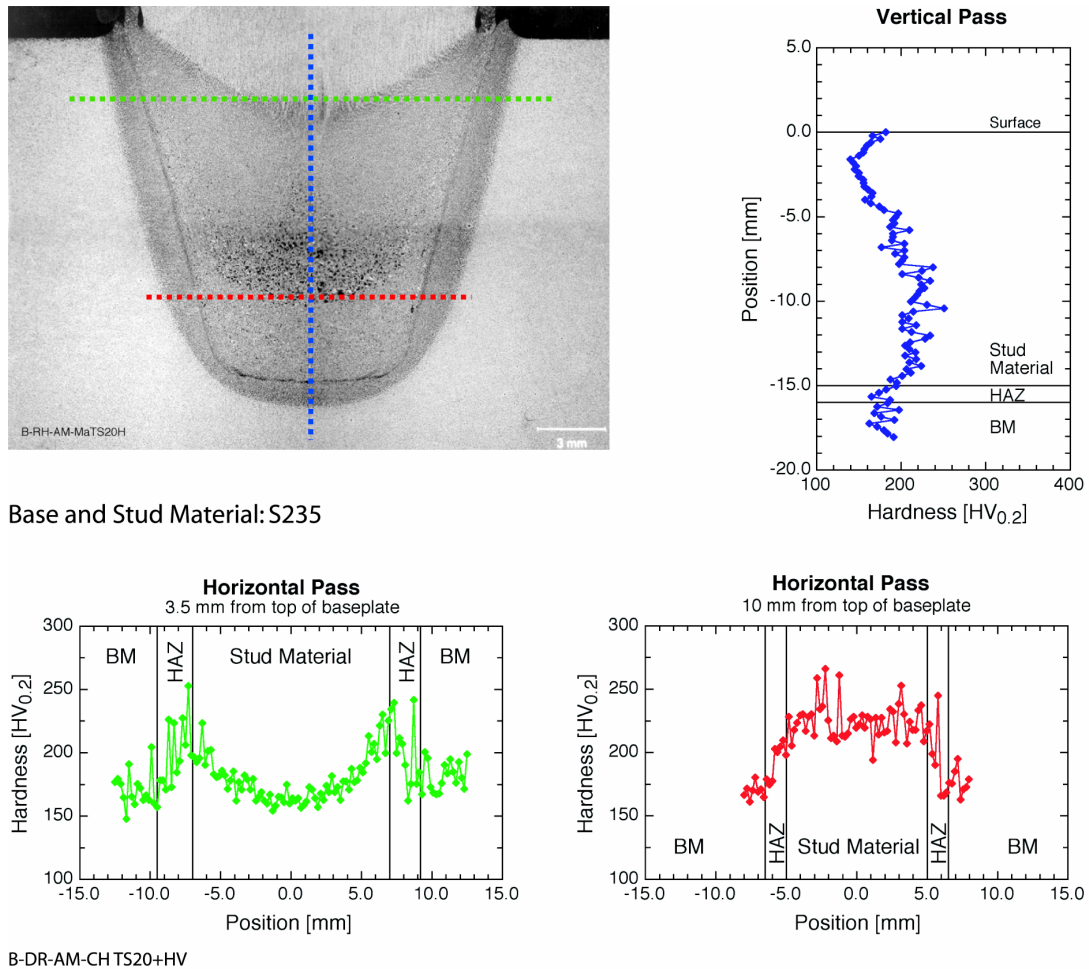 B-RH-AM-MaTS20H
3 mm
Vertical Pass
5.0
0.0
-5.0
-10.0
-15.0
-20.0
Position [mm]
Surface
Stud
Material
HAZ
BM
100
200
300
400
Hardness [HV0.2]
Base and Stud Material: S235
Horizontal Pass
3.5 mm from top of baseplate
300
250
200
150
100
Hardness [HV0.2]
BM
HAZ
Stud Material
HAZ
BM
-15.0
-10.0
-5.0
0.0
5.0
10.0
15.0
Position [mm]
Horizontal Pass
10 mm from top of baseplate
300
250
200
150
100
Hardness [HV0.2]
BM
HAZ
Stud Material
HAZ
BM
-15.0
-10.0
-5.0
0.0
5.0
10.0
15.0
Position [mm]
B-DR-AM-CH TS20+HV